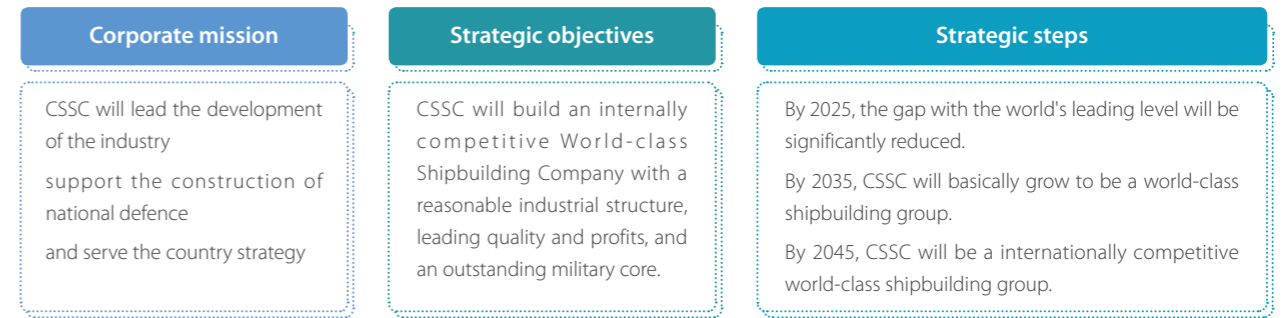 Corporate mission
CSSC will lead the development
of the industry
support the construction of
national defence
and serve the country strategy
Strategic objectives
CSSC will build an internally
competitive World-class
Shipbuilding Company with a
reasonable industrial structure,
leading quality and profits, and
an outstanding military core.
Strategic steps
By 2025, the gap with the world's leading level will be
significantly reduced.
By 2035, CSSC will basically grow to be a world-class
shipbuilding group.
By 2045, CSSC will be a internationally competitive
world-class shipbuilding group.